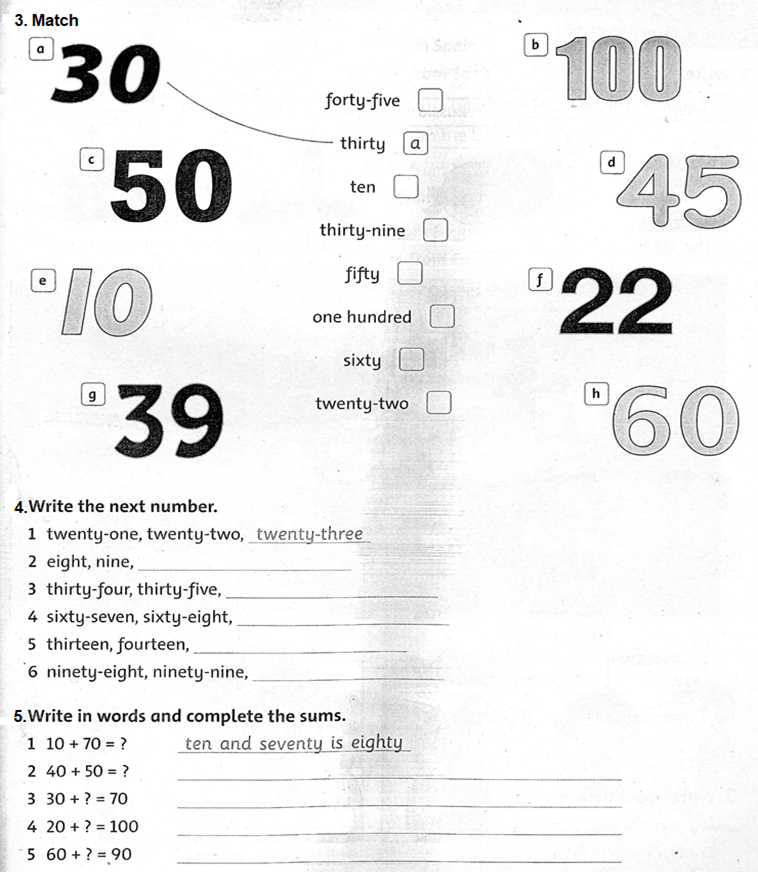 3. Match
a 30
b 100
forty-five
thirty a
c 50
d 45
ten
thirty-nine
e 10
fifty
f 22
one hundred
sixty
g 39
h 60
twenty-two
4.Write the next number.
1 twenty-one, twenty-two, twenty-three
2 eight, nine,
3 thirty-four, thirty-five,
4 sixty-seven, sixty-eight,
5 thirteen, fourteen,
6 ninety-eight, ninety-nine,
5.Write in words and complete the sums.
1 10 + 70 = ? ten and seventy is eighty
2 40 + 50 = ?
3 30 + ? = 70
4 20 + ? = 100
5 60 + ? = 90